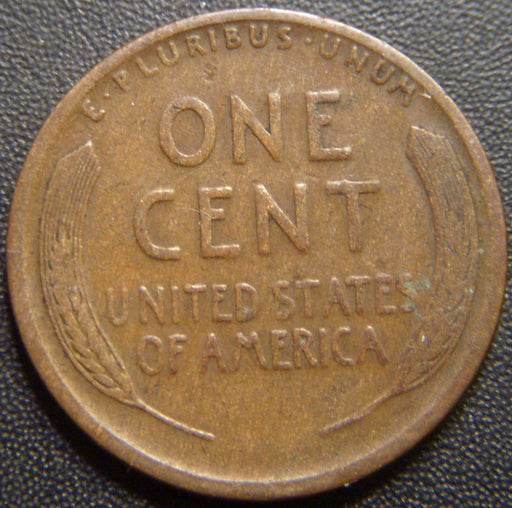 E·PLURIBUS·UNUM
ONE
CENT
UNITED STATES
OF AMERICA